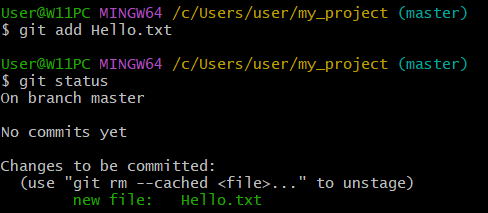 User@W11PC MINGW64 /c/Users/user/my_project (master)
$ git add Hello.txt
User@W11PC MINGW64 /c/Users/user/my_project (master)
$ git status
On branch master
No commits yet
Changes to be committed:
  (use "git rm --cached <file>..." to unstage)
        new file:   Hello.txt